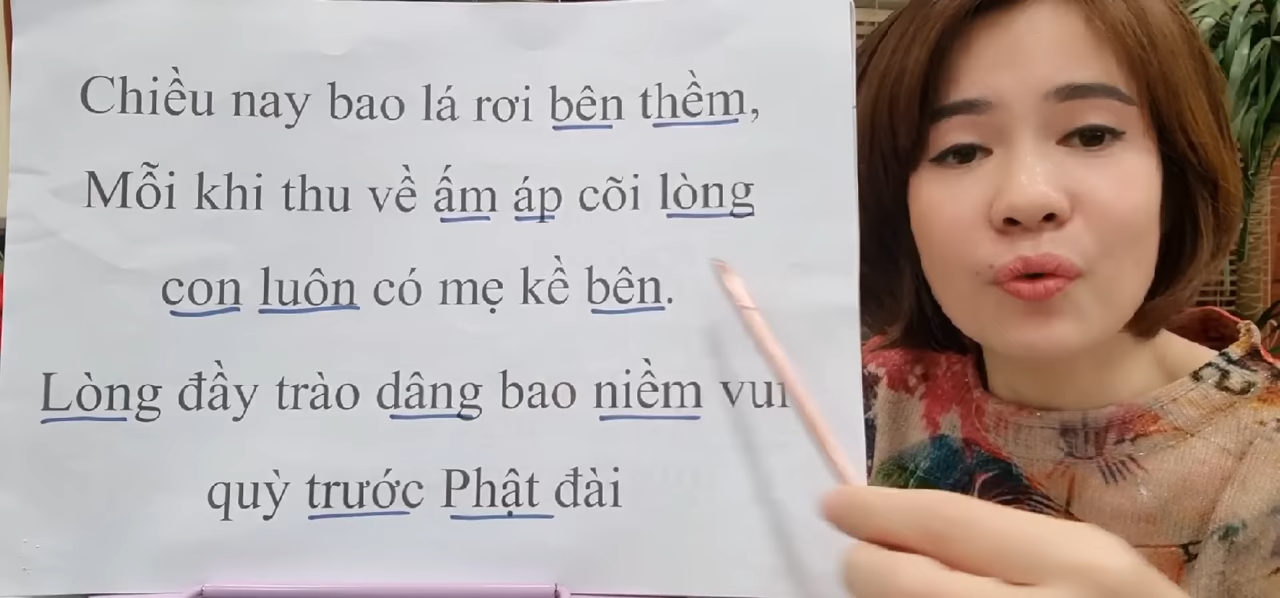 Chiều nay bao lá rơi bên thềm,
Mỗi khi thu về ấm áp cõi lòng
con luôn có mẹ kề bên.
Lòng đầy trào dâng bao niềm vui
quỳ trước Phật đài